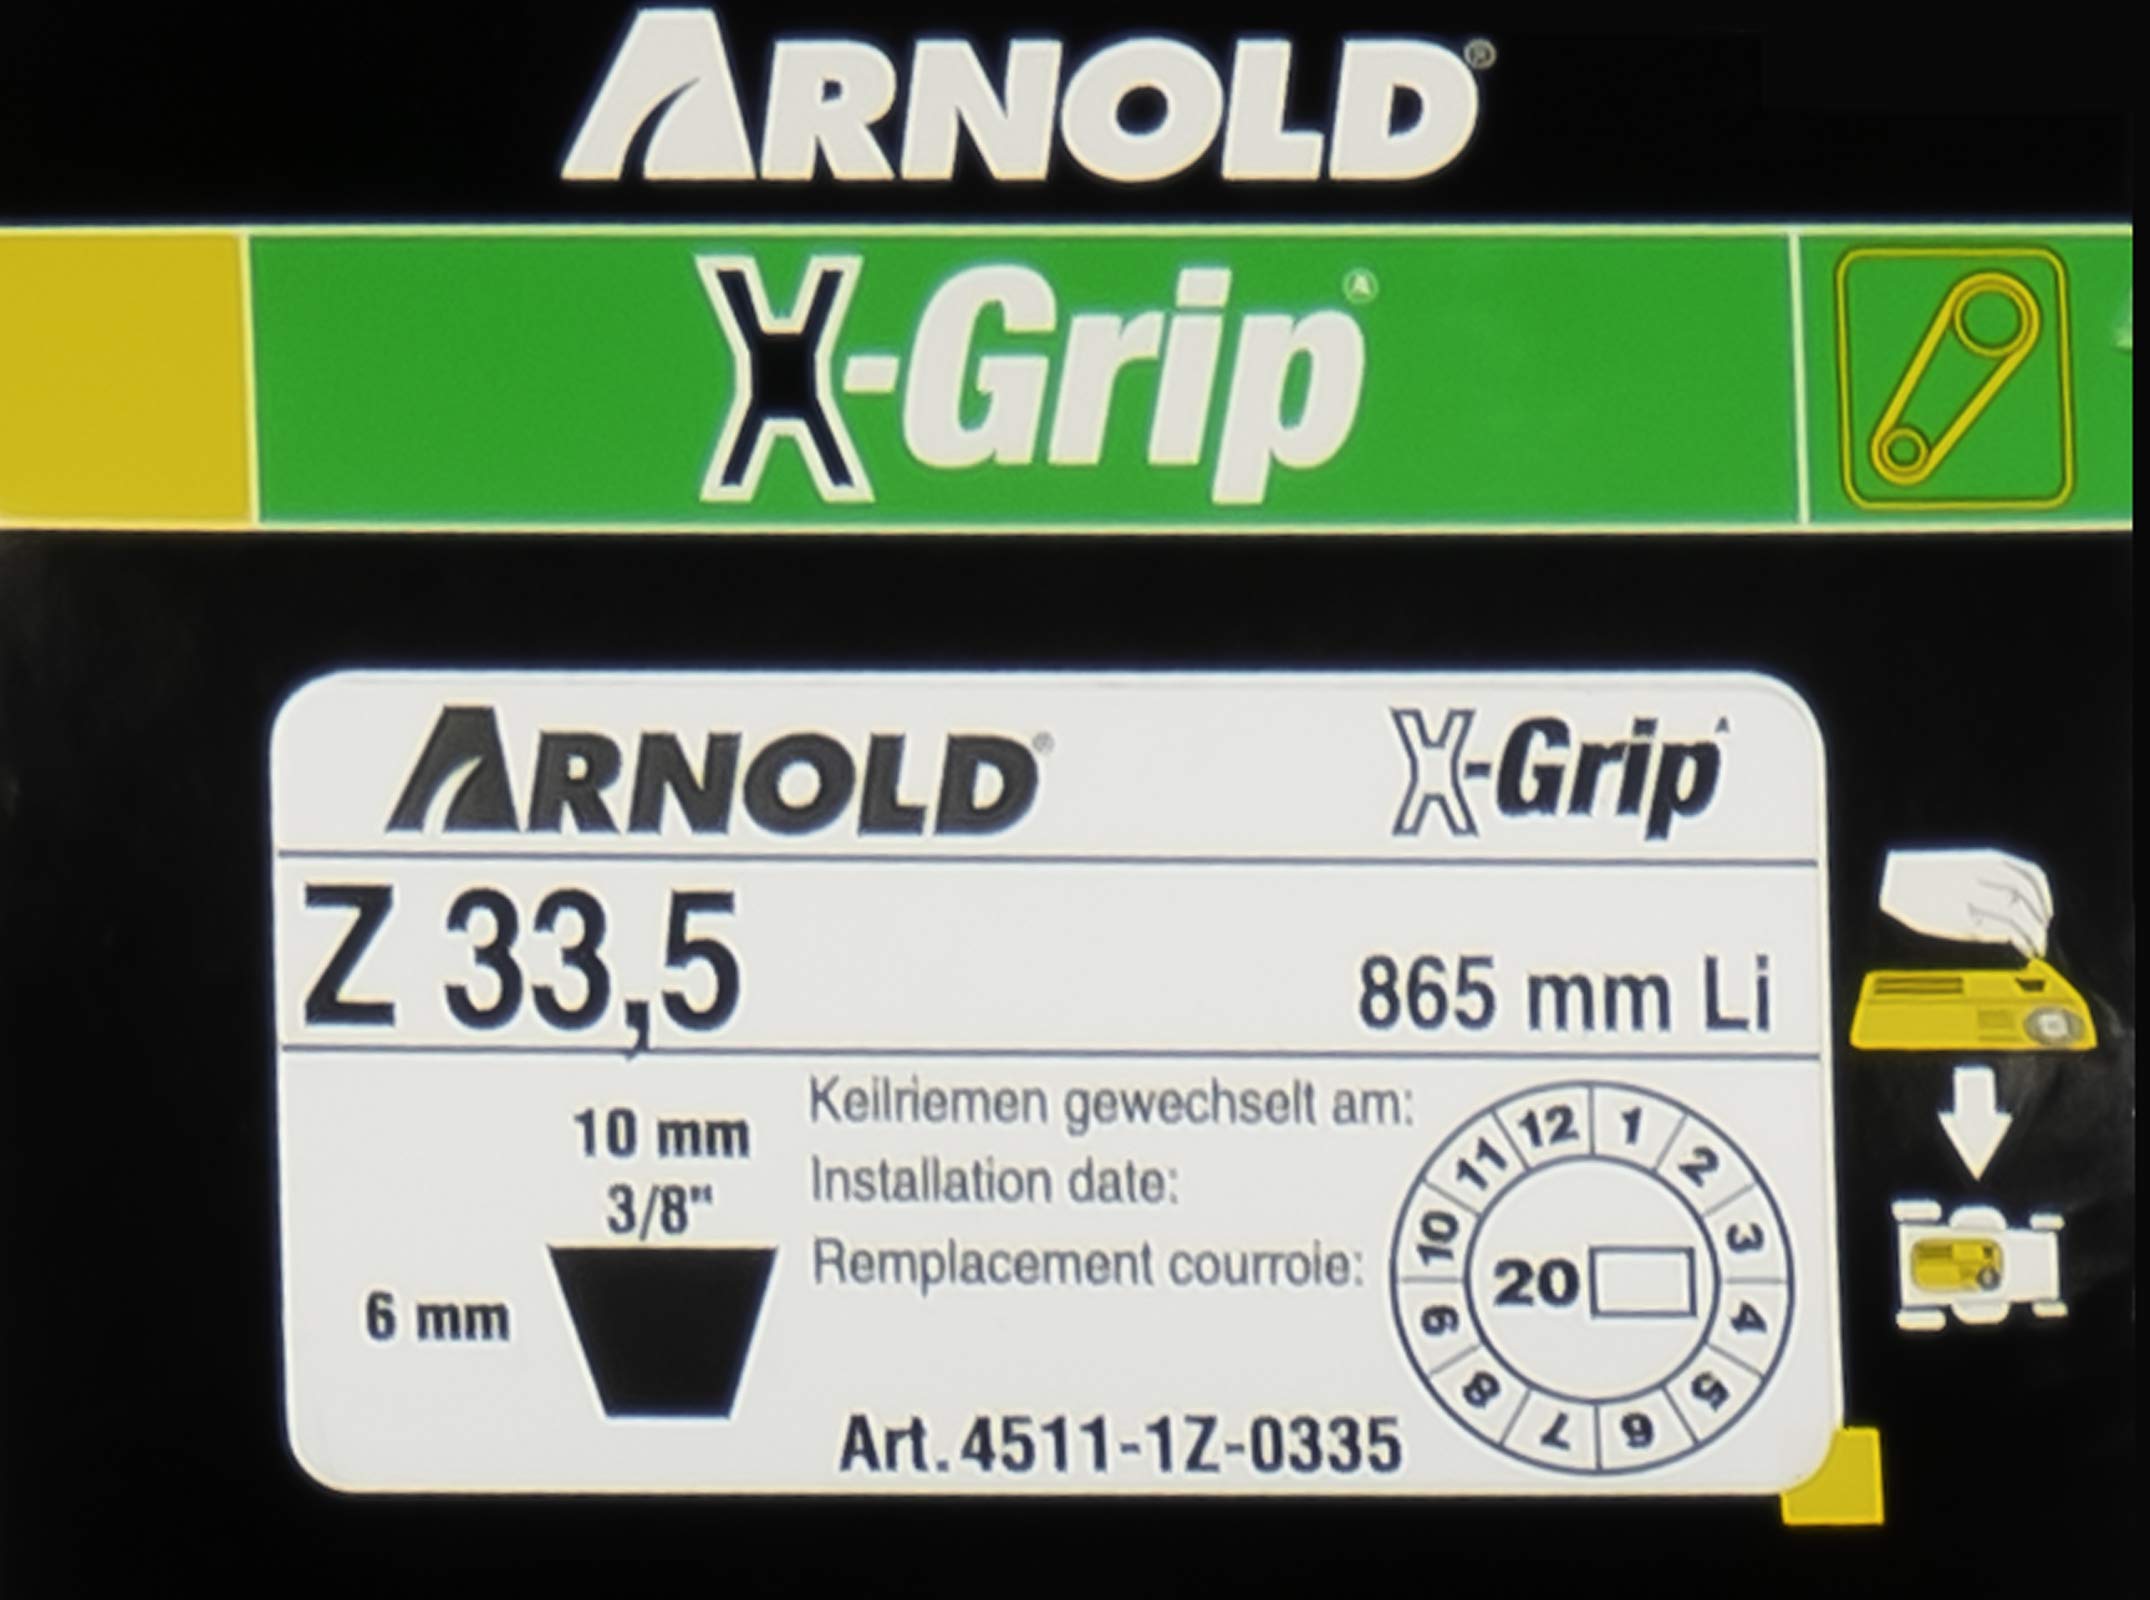 ARNOLD®
X-Grip
ARNOLD®
X-Grip
Z 33,5
865 mm Li
10 mm
3/8"
6 mm
Keilriemen gewechselt am:
Installation date:
Remplacement courroie:
12 1 2 3 4 5 6 7 8 9 10 11
20
Art. 4511-1Z-0335